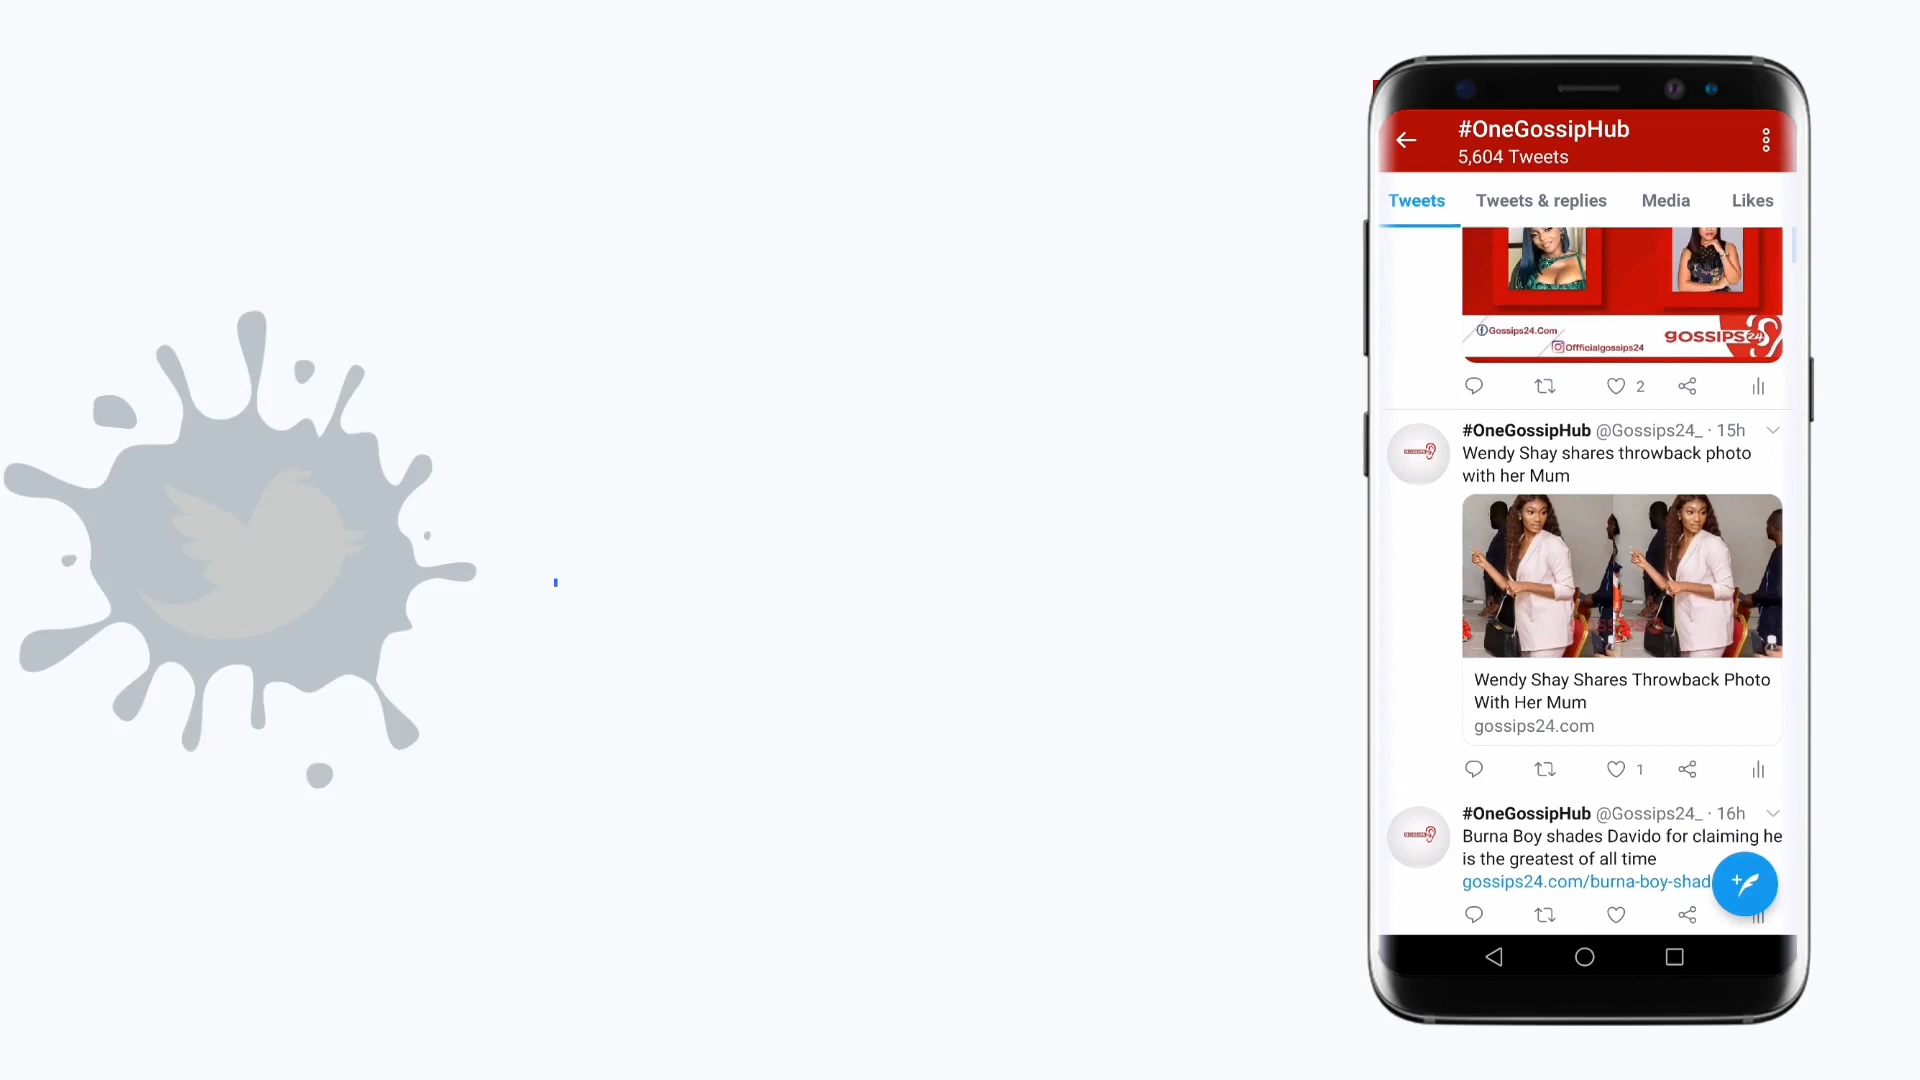 #OneGossipHub
5,604 Tweets
Tweets Tweets & replies Media Likes
Gossips24.Com
gossips24
Offficialgossips24
2
#OneGossipHub @Gossips24_ · 15h
Wendy Shay shares throwback photo
with her Mum
Wendy Shay Shares Throwback Photo
With Her Mum
gossips24.com
1
#OneGossipHub @Gossips24_ · 16h
Burna Boy shades Davido for claiming he
is the greatest of all time
gossips24.com/burna-boy-shad